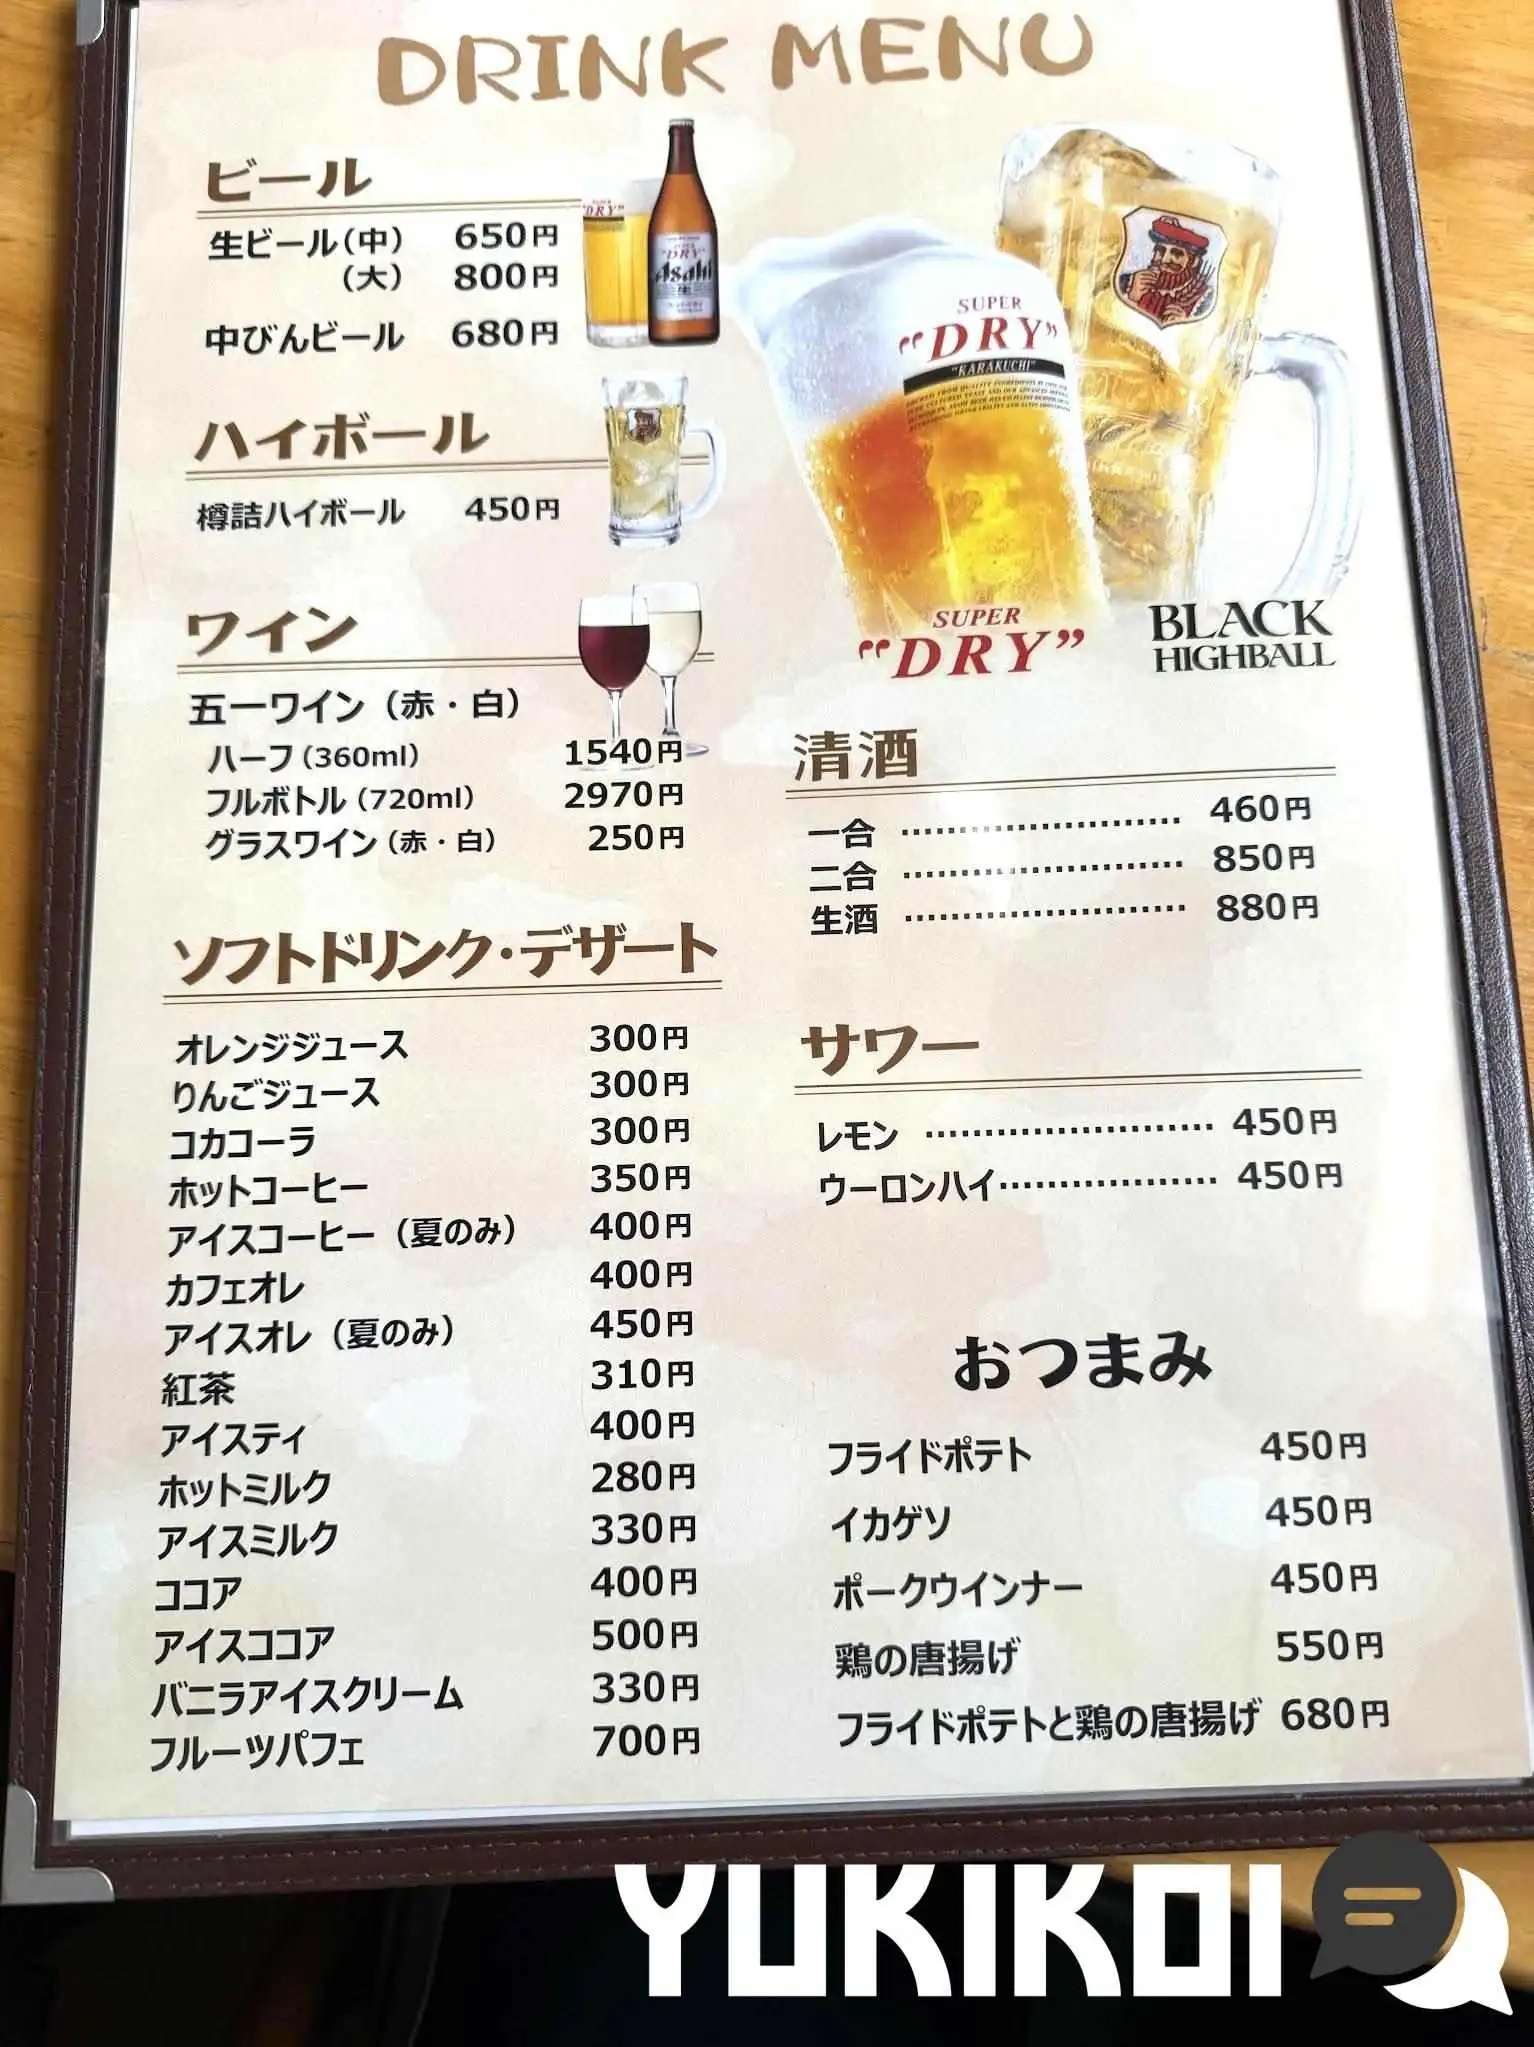 DRINK MENU
ビール
生ビール（中） 650円
（大） 800円
中びんビール 680円
ハイボール
樽詰ハイボール 450円
ワイン
五一ワイン（赤・白）
ハーフ（360ml） 1540円
フルボトル（720ml） 2970円
グラスワイン（赤・白） 250円
ソフトドリンク・デザート
オレンジジュース 300円
りんごジュース 300円
コカコーラ 300円
ホットコーヒー 350円
アイスコーヒー（夏のみ） 400円
カフェオレ 400円
アイスオレ（夏のみ） 450円
紅茶 310円
アイスティ 400円
ホットミルク 280円
アイスミルク 330円
ココア 400円
アイスココア 500円
バニラアイスクリーム 330円
フルーツパフェ 700円
"DRY"
SUPER
"DRY"
Asahi
生
SUPER
"DRY"
"KARAKUCHI"
SUPER
"DRY"
BLACK
HIGHBALL
清酒
一合 ························ 460円
二合 ························ 850円
生酒 ························ 880円
サワー
レモン ························ 450円
ウーロンハイ·················· 450円
おつまみ
フライドポテト 450円
イカゲソ 450円
ポークウインナー 450円
鶏の唐揚げ 550円
フライドポテトと鶏の唐揚げ 680円
YUKIKOI